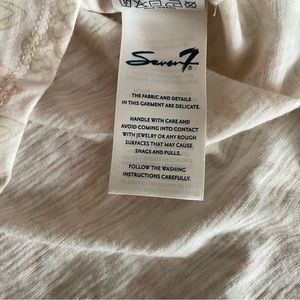 Seven7®
THE FABRIC AND DETAILS
IN THIS GARMENT ARE DELICATE.
HANDLE WITH CARE AND
AVOID COMING INTO CONTACT
WITH JEWELRY OR ANY ROUGH
SURFACES THAT MAY CAUSE
SNAGS AND PULLS.
FOLLOW THE WASHING
INSTRUCTIONS CAREFULLY.